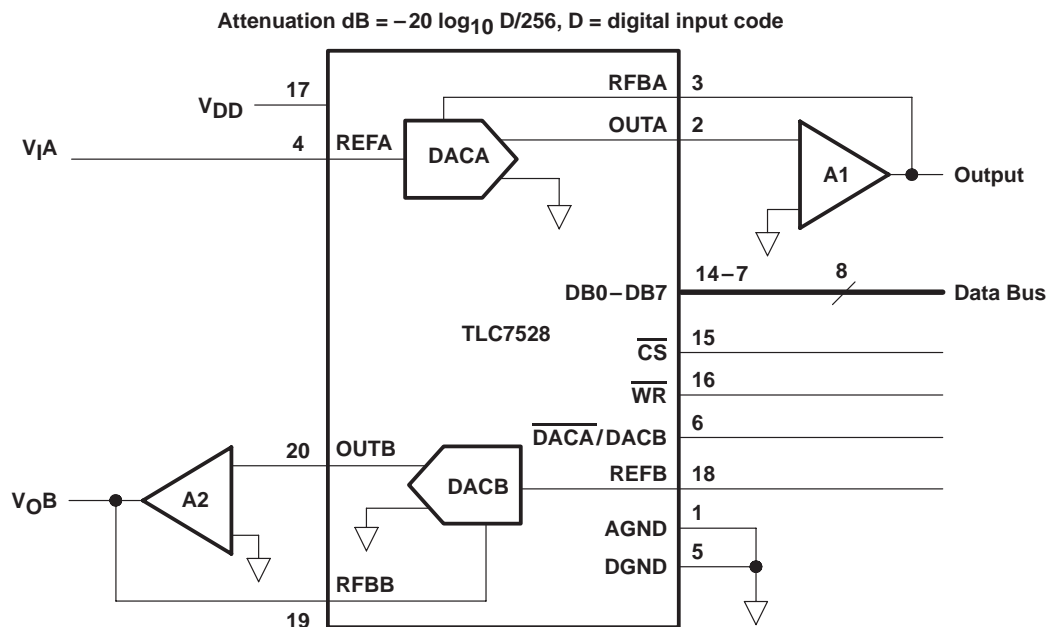 Attenuation dB = –20 log10 D/256, D = digital input code
17
VDD
RFBA 3
VIA
4 REFA
DACA
OUTA 2
A1
Output
DB0–DB7
14–7
8
Data Bus
TLC7528
CS 15
WR 16
DACA/DACB 6
20 OUTB
REFB 18
VOB
A2
DACB
AGND 1
DGND 5
RFBB
19